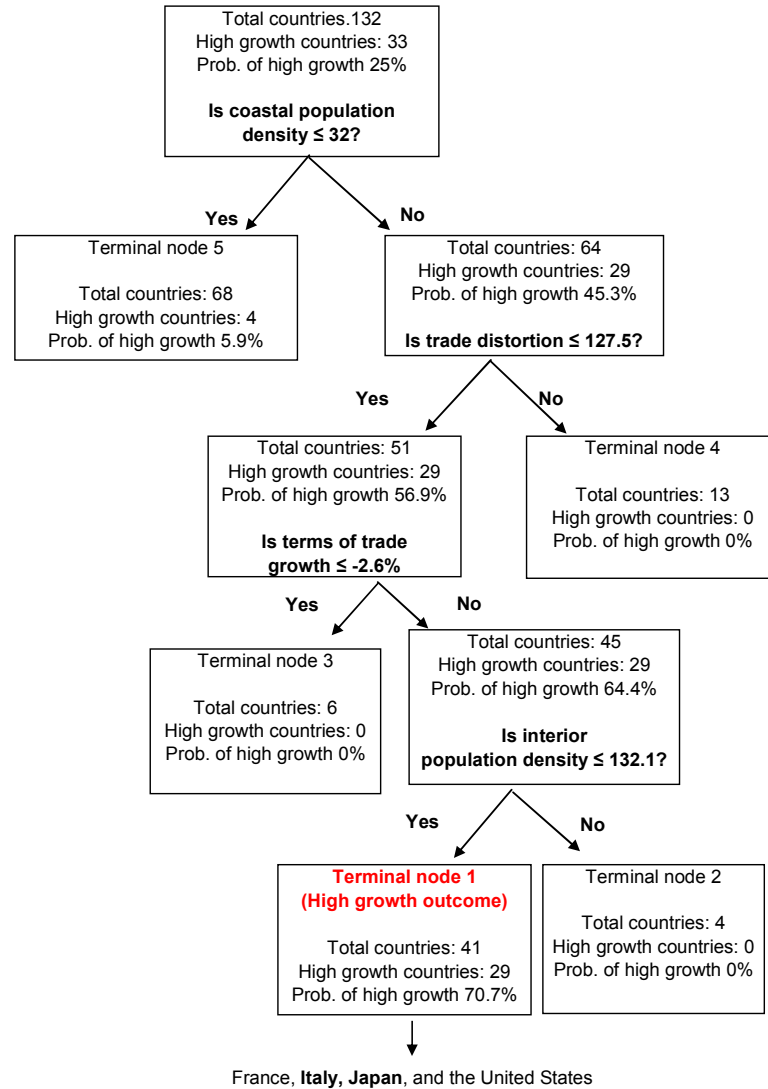 Total countries.132
High growth countries: 33
Prob. of high growth 25%
Is coastal population
density ≤ 32?
Yes
No
Terminal node 5
Total countries: 68
High growth countries: 4
Prob. of high growth 5.9%
Total countries: 64
High growth countries: 29
Prob. of high growth 45.3%
Is trade distortion ≤ 127.5?
Yes
No
Total countries: 51
High growth countries: 29
Prob. of high growth 56.9%
Is terms of trade
growth ≤ -2.6%
Terminal node 4
Total countries: 13
High growth countries: 0
Prob. of high growth 0%
Yes
No
Terminal node 3
Total countries: 6
High growth countries: 0
Prob. of high growth 0%
Total countries: 45
High growth countries: 29
Prob. of high growth 64.4%
Is interior
population density ≤ 132.1?
Yes
No
Terminal node 1
(High growth outcome)
Total countries: 41
High growth countries: 29
Prob. of high growth 70.7%
Terminal node 2
Total countries: 4
High growth countries: 0
Prob. of high growth 0%
France, Italy, Japan, and the United States